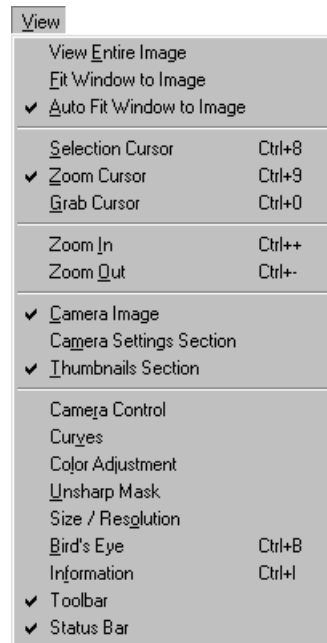 View
View Entire Image
Fit Window to Image
Auto Fit Window to Image
Selection Cursor Ctrl+8
Zoom Cursor Ctrl+9
Grab Cursor Ctrl+0
Zoom In Ctrl++
Zoom Out Ctrl+-
Camera Image
Camera Settings Section
Thumbnails Section
Camera Control
Curves
Color Adjustment
Unsharp Mask
Size / Resolution
Bird's Eye Ctrl+B
Information Ctrl+I
Toolbar
Status Bar